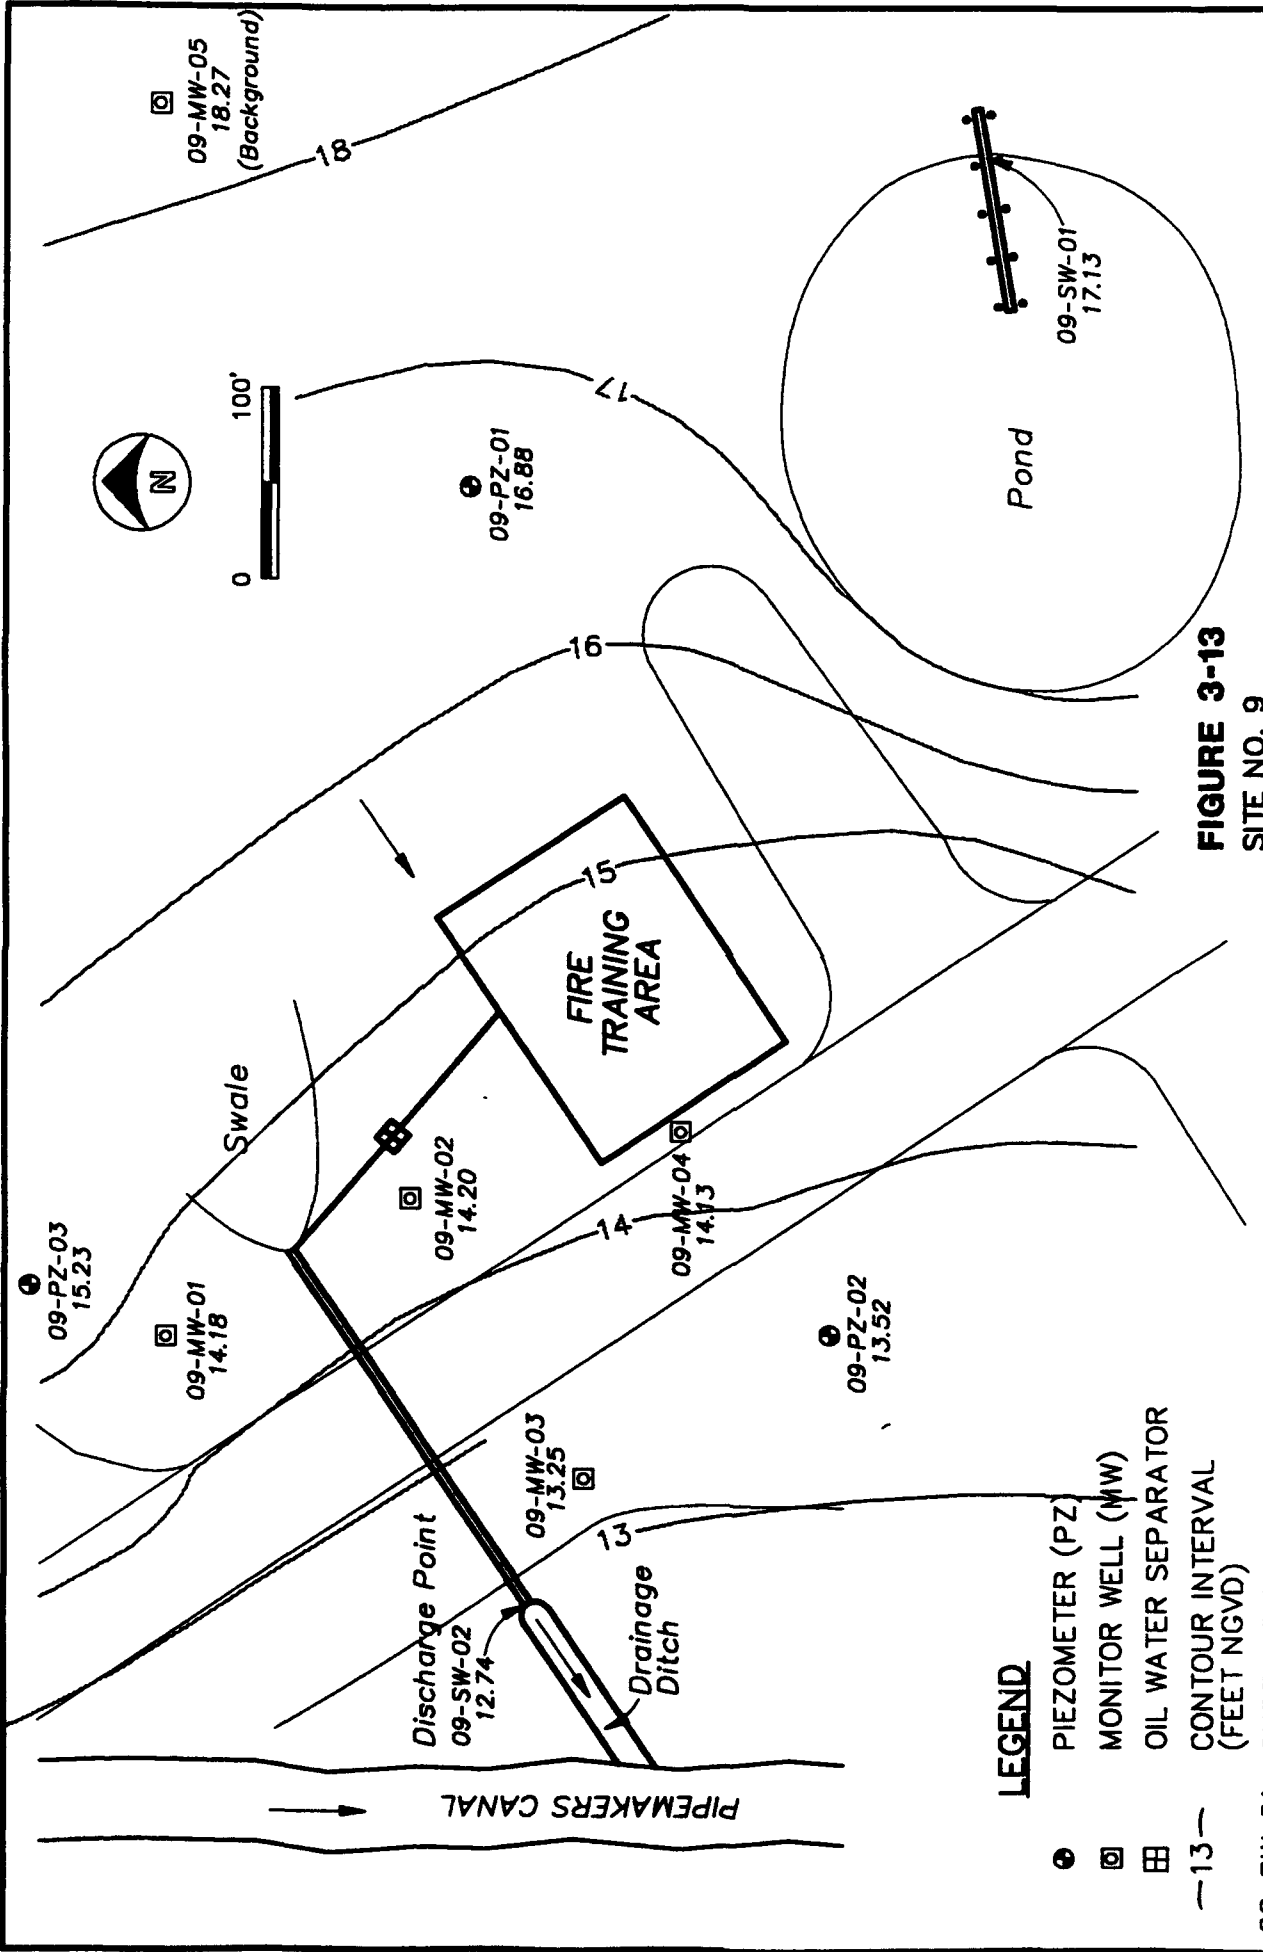 09-MW-05
18.27
(Background)
18
0
100'
N
17
09-PZ-01
16.88
16
09-SW-01
17.13
Pond
15
FIRE
TRAINING
AREA
Swale
09-PZ-03
15.23
09-MW-01
14.18
09-MW-02
14.20
14
09-MW-04
14.13
09-PZ-02
13.52
09-MW-03
13.25
13
Discharge Point
09-SW-02
12.74
Drainage
Ditch
PIPEMAKERS CANAL
LEGEND
PIEZOMETER (PZ)
MONITOR WELL (MW)
OIL WATER SEPARATOR
—13— CONTOUR INTERVAL
(FEET NGVD)
FIGURE 3-13
SITE NO. 9